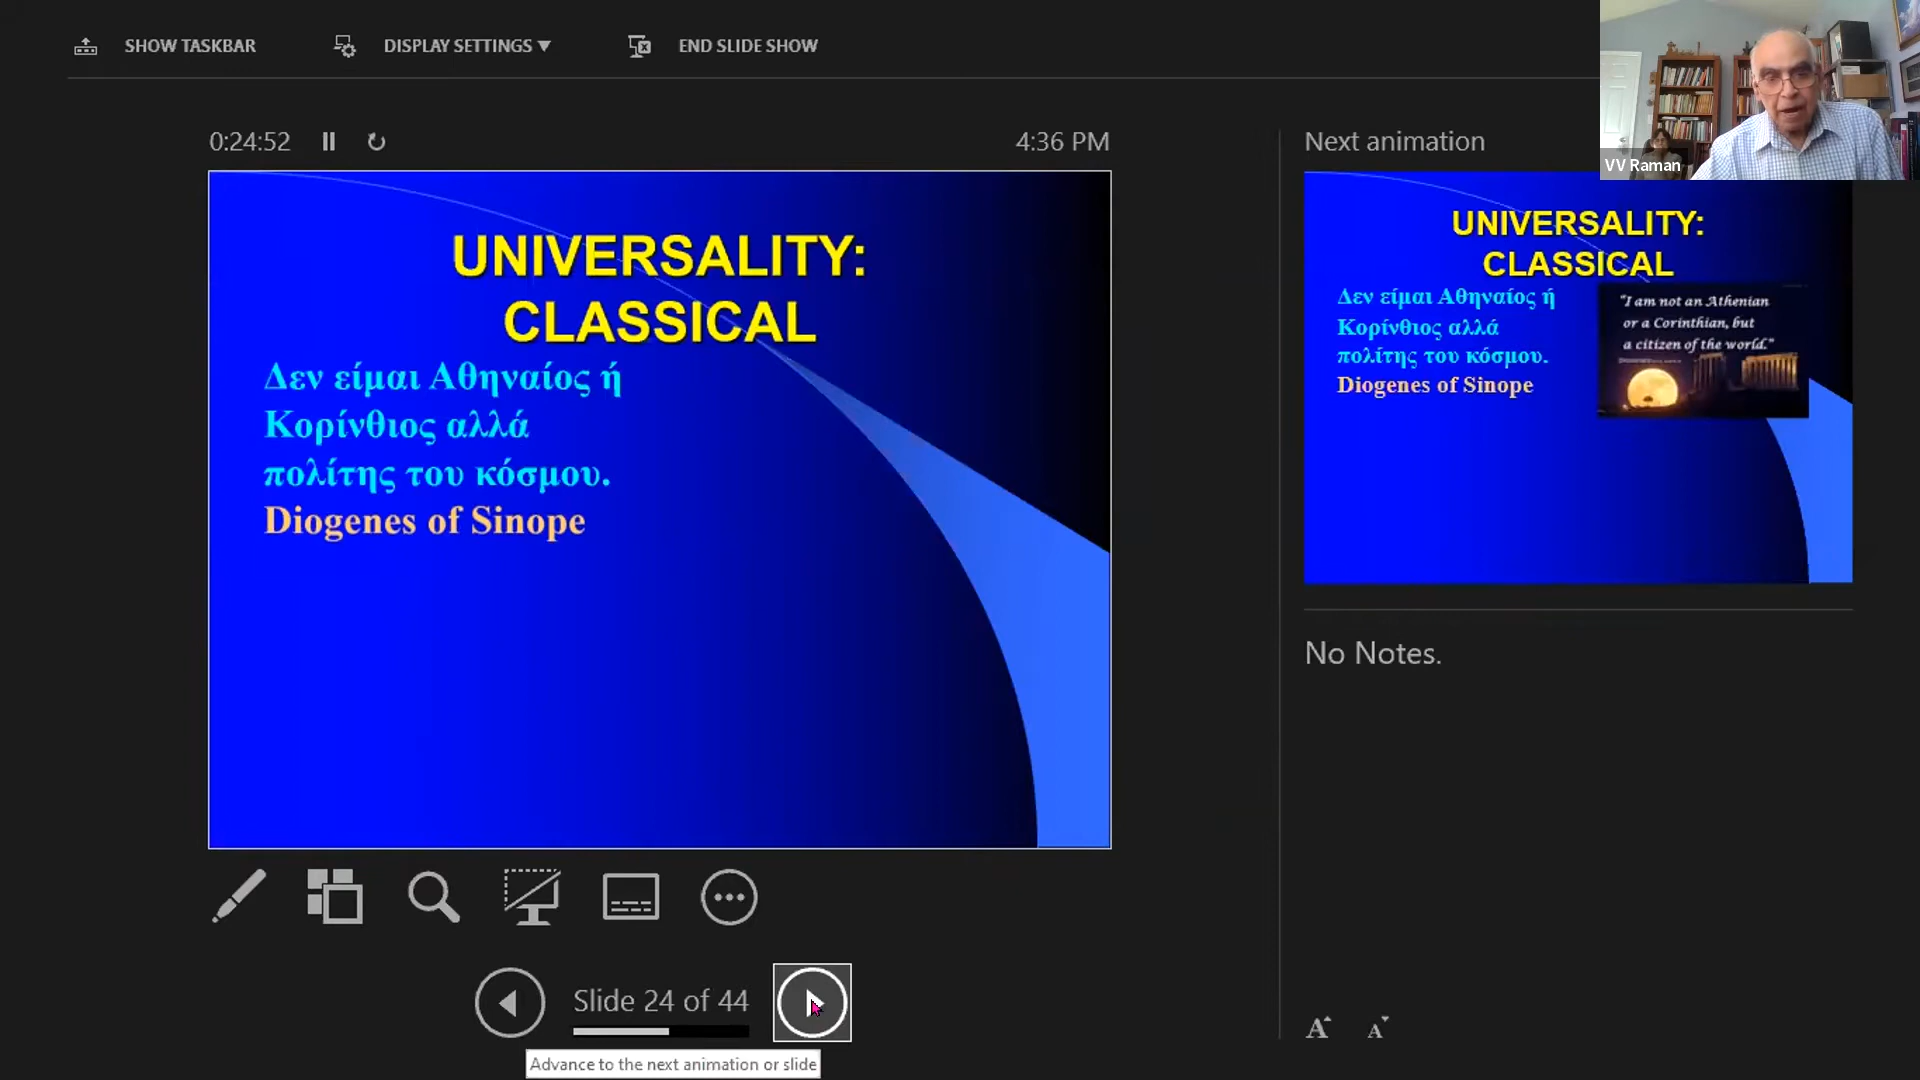 SHOW TASKBAR
DISPLAY SETTINGS ▼
END SLIDE SHOW
VV Raman
0:24:52
4:36 PM
UNIVERSALITY:
CLASSICAL
Δεν είμαι Αθηναίος ή
Κορίνθιος αλλά
πολίτης του κόσμου.
Diogenes of Sinope
Slide 24 of 44
Advance to the next animation or slide
Next animation
UNIVERSALITY:
CLASSICAL
Δεν είμαι Αθηναίος ή
Κορίνθιος αλλά
πολίτης του κόσμου.
Diogenes of Sinope
"I am not an Athenian
or a Corinthian, but
a citizen of the world."
No Notes.
A A